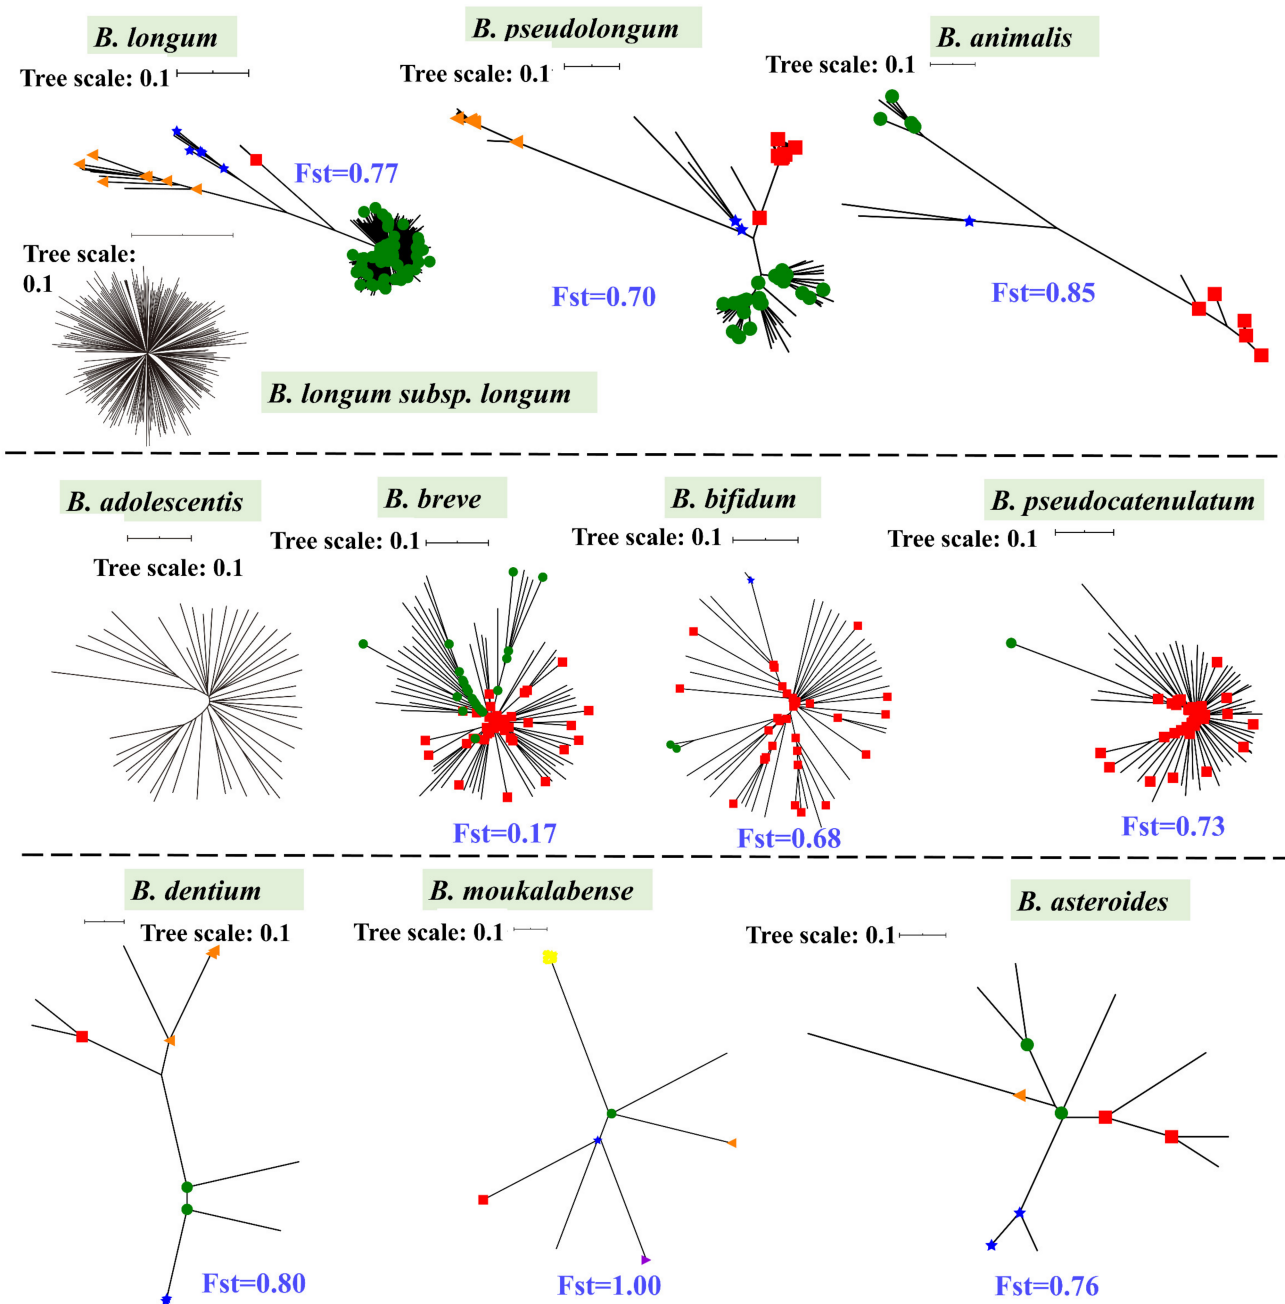 B. longum
B. pseudolongum
B. animalis
Tree scale: 0.1
Tree scale: 0.1
Tree scale: 0.1
Fst=0.77
Tree scale:
0.1
Fst=0.70
Fst=0.85
B. longum subsp. longum
B. adolescentis
B. breve
B. bifidum
B. pseudocatenulatum
Tree scale: 0.1
Tree scale: 0.1
Tree scale: 0.1
Tree scale: 0.1
Fst=0.17
Fst=0.68
Fst=0.73
B. dentium
B. moukalabense
B. asteroides
Tree scale: 0.1
Tree scale: 0.1
Tree scale: 0.1
Fst=0.80
Fst=1.00
Fst=0.76